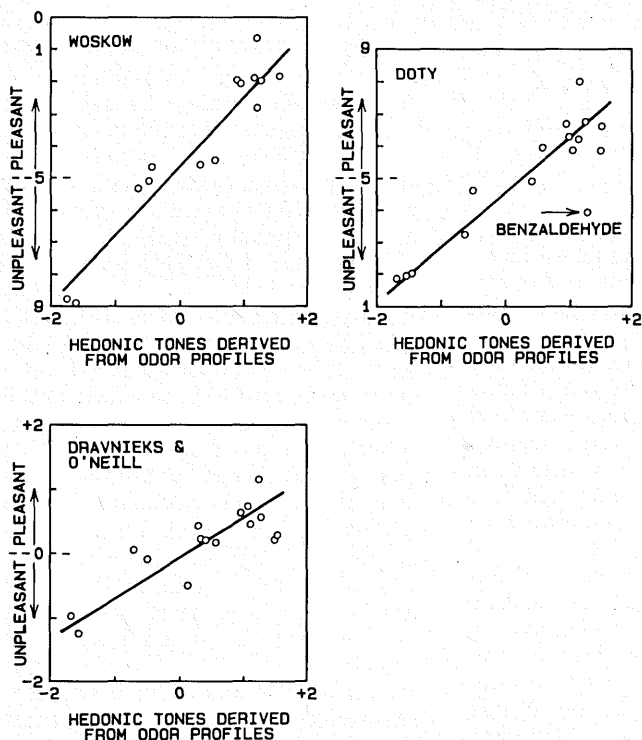 0
WOSKOW
1
5
9
UNPLEASANT PLEASANT
-2
0
+2
HEDONIC TONES DERIVED
FROM ODOR PROFILES
9
DOTY
5
1
UNPLEASANT PLEASANT
BENZALDEHYDE
-2
0
+2
HEDONIC TONES DERIVED
FROM ODOR PROFILES
+2
DRAVNIEKS &
O'NEILL
0
-2
UNPLEASANT PLEASANT
-2
0
+2
HEDONIC TONES DERIVED
FROM ODOR PROFILES